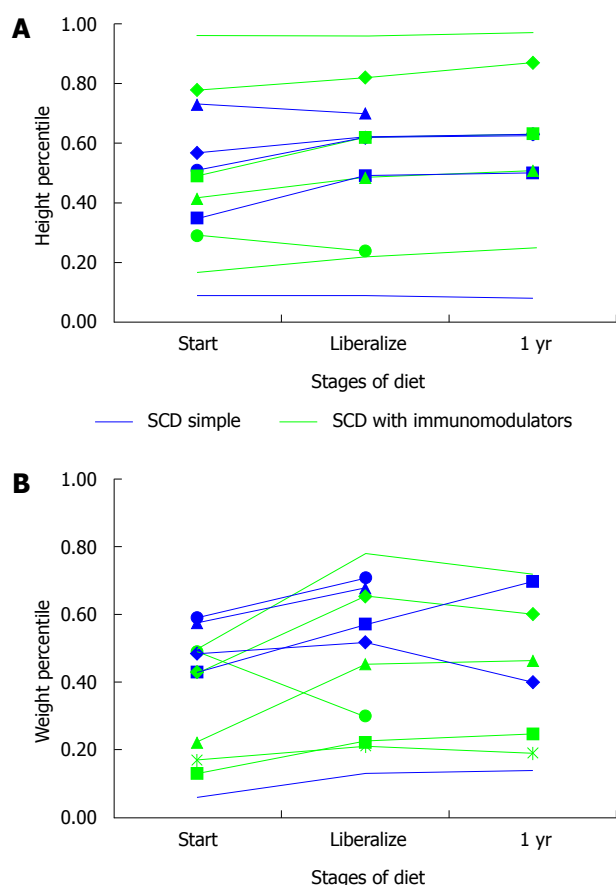 A
1.00
0.80
0.60
0.40
0.20
0.00
Height percentile
Start Liberalize 1 yr
Stages of diet
SCD simple SCD with immunomodulators
B
1.00
0.80
0.60
0.40
0.20
0.00
Weight percentile
Start Liberalize 1 yr
Stages of diet